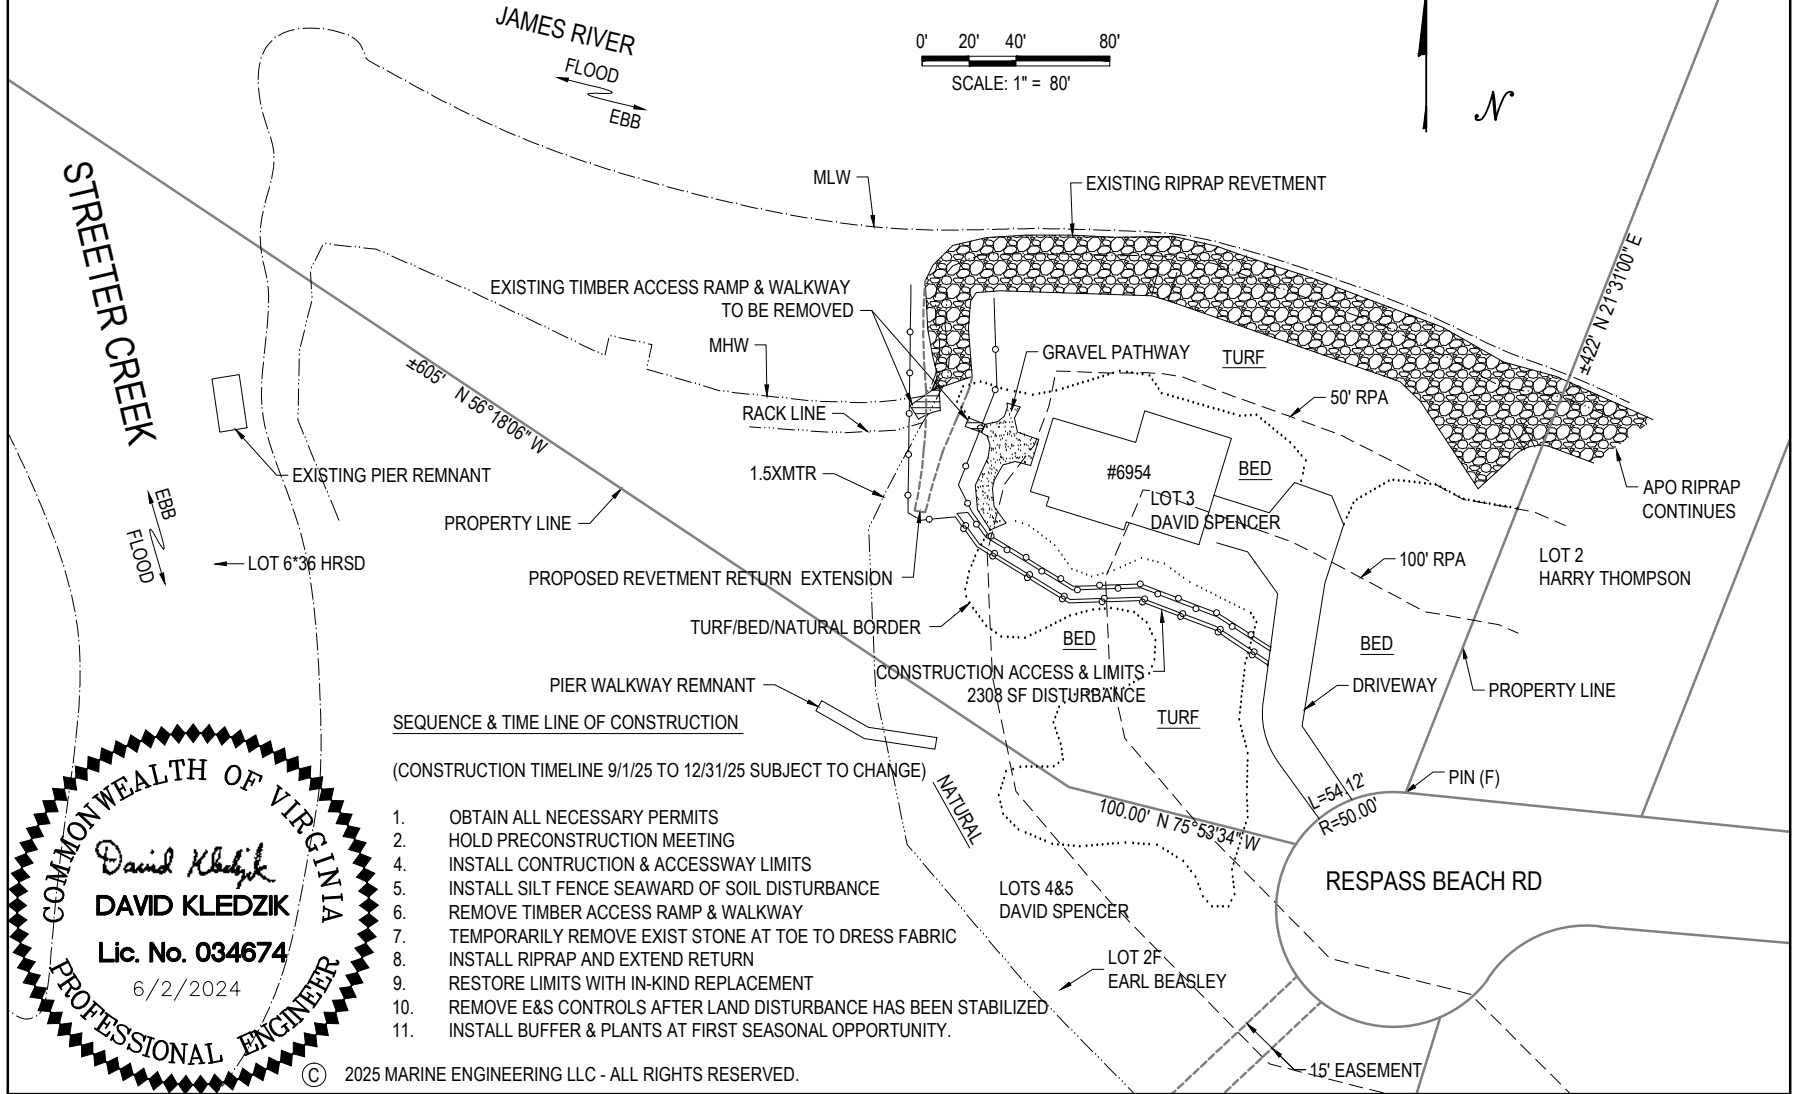 JAMES RIVER
FLOOD
EBB
0' 20' 40' 80'
SCALE: 1" = 80'
N
STREETER CREEK
MLW
EXISTING RIPRAP REVETMENT
±422' N 21°31'00" E
EXISTING TIMBER ACCESS RAMP & WALKWAY
TO BE REMOVED
MHW
GRAVEL PATHWAY
TURF
50' RPA
±605' N 56°18'06" W
RACK LINE
#6954
BED
EXISTING PIER REMNANT
1.5XMTR
LOT 3
DAVID SPENCER
APO RIPRAP
CONTINUES
PROPERTY LINE
EBB
FLOOD
LOT 6*36 HRSD
PROPOSED REVETMENT RETURN EXTENSION
100' RPA
LOT 2
HARRY THOMPSON
TURF/BED/NATURAL BORDER
BED
BED
CONSTRUCTION ACCESS & LIMITS
2308 SF DISTURBANCE
PIER WALKWAY REMNANT
DRIVEWAY
PROPERTY LINE
TURF
SEQUENCE & TIME LINE OF CONSTRUCTION
(CONSTRUCTION TIMELINE 9/1/25 TO 12/31/25 SUBJECT TO CHANGE)
1. OBTAIN ALL NECESSARY PERMITS
2. HOLD PRECONSTRUCTION MEETING
4. INSTALL CONTRUCTION & ACCESSWAY LIMITS
5. INSTALL SILT FENCE SEAWARD OF SOIL DISTURBANCE
6. REMOVE TIMBER ACCESS RAMP & WALKWAY
7. TEMPORARILY REMOVE EXIST STONE AT TOE TO DRESS FABRIC
8. INSTALL RIPRAP AND EXTEND RETURN
9. RESTORE LIMITS WITH IN-KIND REPLACEMENT
10. REMOVE E&S CONTROLS AFTER LAND DISTURBANCE HAS BEEN STABILIZED
11. INSTALL BUFFER & PLANTS AT FIRST SEASONAL OPPORTUNITY.
NATURAL
100.00' N 75°53'34" W
L=54.12'
R=50.00'
PIN (F)
RESPASS BEACH RD
LOTS 4&5
DAVID SPENCER
LOT 2F
EARL BEASLEY
15' EASEMENT
COMMONWEALTH OF VIRGINIA
David Kledzik
DAVID KLEDZIK
Lic. No. 034674
6/2/2024
PROFESSIONAL ENGINEER
© 2025 MARINE ENGINEERING LLC - ALL RIGHTS RESERVED.